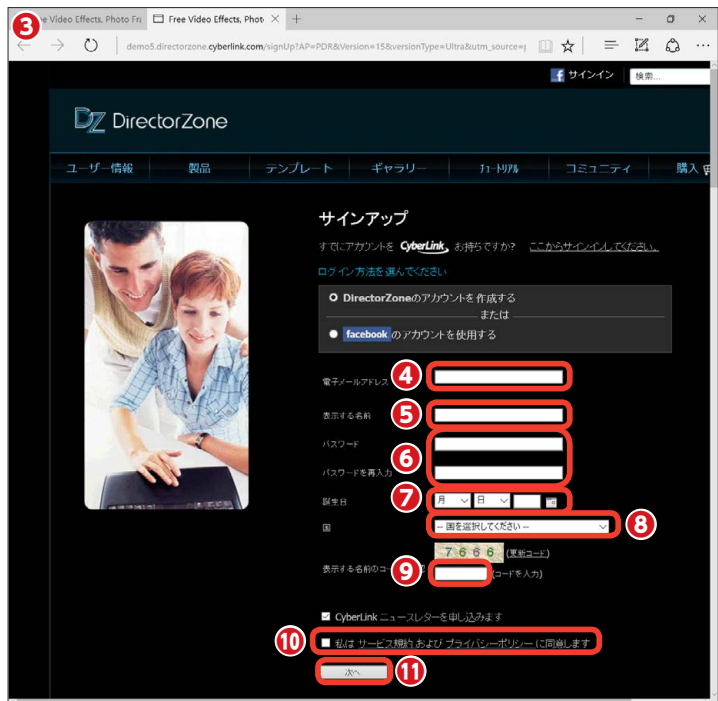 3
e Video Effects, Photo Fra
Free Video Effects, Phot
demo5.directorzone.cyberlink.com/signUp?AP=PDR&Version=15&versionType=Ultra&utm_source=
サインイン
検索...
DZ DirectorZone
ユーザー情報 製品 テンプレート ギャラリー ﾁｭｰﾄﾘｱﾙ コミュニティ 購入
サインアップ
すでにアカウントを CyberLink お持ちですか? ここからサインインしてください。
ログイン方法を選んでください
DirectorZoneのアカウントを作成する
または
facebook のアカウントを使用する
電子メールアドレス 4
表示する名前 5
パスワード
6
パスワードを再入力
誕生日 7 月 日
国 -- 国を選択してください -- 8
7 6 6 6 (更新コード)
表示する名前のコー 9 (コードを入力)
CyberLink ニュースレターを申し込みます
10 私は サービス規約 および プライバシーポリシー に同意します
次へ 11